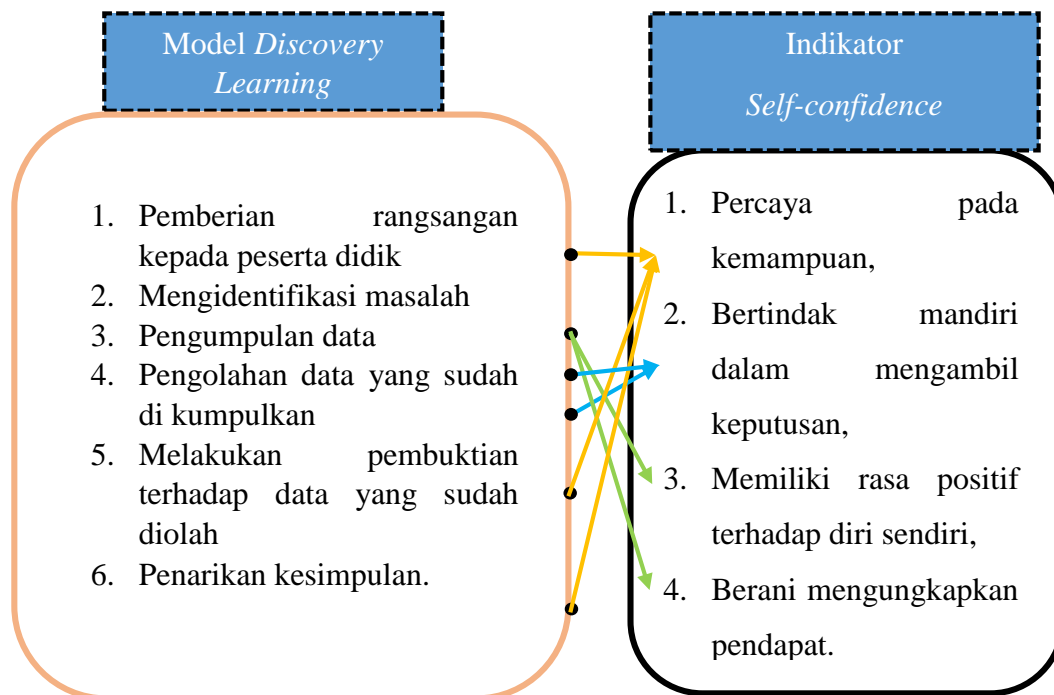 Model Discovery
Learning
1. Pemberian rangsangan
kepada peserta didik
2. Mengidentifikasi masalah
3. Pengumpulan data
4. Pengolahan data yang sudah
di kumpulkan
5. Melakukan pembuktian
terhadap data yang sudah
diolah
6. Penarikan kesimpulan.
Indikator
Self-confidence
1. Percaya pada
kemampuan,
2. Bertindak mandiri
dalam mengambil
keputusan,
3. Memiliki rasa positif
terhadap diri sendiri,
4. Berani mengungkapkan
pendapat.